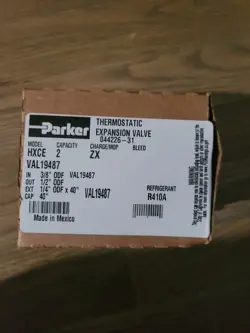 Parker
THERMOSTATIC
EXPANSION VALVE
044226-31
MODEL CAPACITY CHARGE/MOP BLEED
HXCE 2 ZX
VAL19487
IN 3/8" ODF VAL19487
OUT 1/2" ODF
EXT 1/4" ODF x 40" VAL19487
CAP 40"
REFRIGERANT
R410A
Made in Mexico